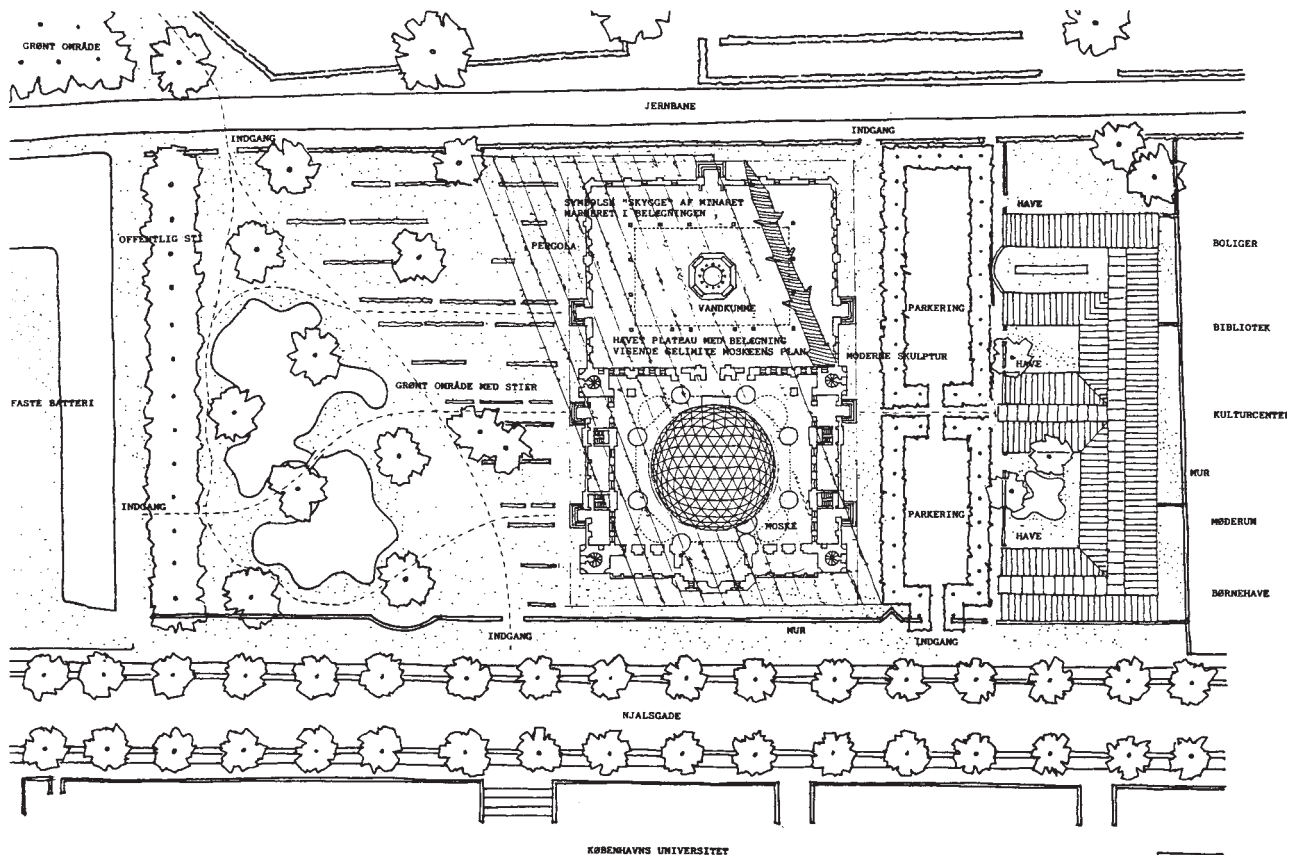 GRØNT OMRÅDE
JERNBANE
INDGANG
INDGANG
SYMBOLSK "SKYGGE" AF MINARET
MARKERET I BELÆGNINGEN
HAVE
OFFENTLIG STI
PERGOLA
BOLIGER
VANDKUMME
PARKERING
BIBLIOTEK
HÆVET PLATEAU MED BELÆGNING
VISENDE SELIMIYE MOSKEENS PLAN
MODERNE SKULPTUR
HAVE
GRØNT OMRÅDE MED STIER
FASTE BATTERI
KULTURCENTER
MUR
INDGANG
MOSKE
PARKERING
MØDERUM
HAVE
BØRNEHAVE
INDGANG
MUR
INDGANG
NJALSGADE
KØBENHAVNS UNIVERSITET